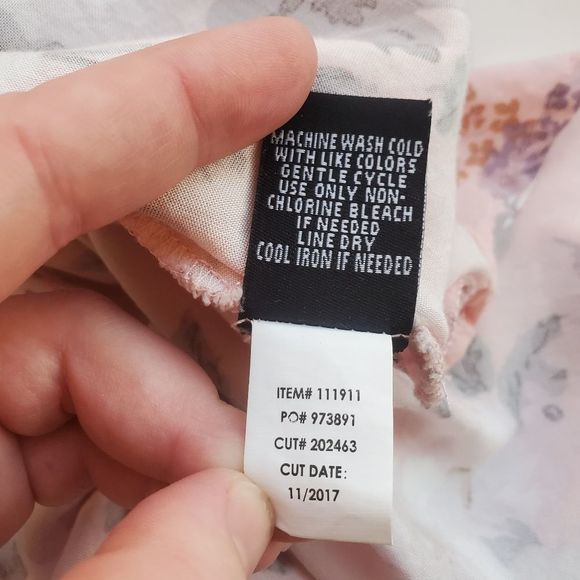 MACHINE WASH COLD
WITH LIKE COLORS
GENTLE CYCLE
USE ONLY NON-
CHLORINE BLEACH
IF NEEDED
LINE DRY
COOL IRON IF NEEDED
ITEM# 111911
PO# 973891
CUT# 202463
CUT DATE:
11/2017